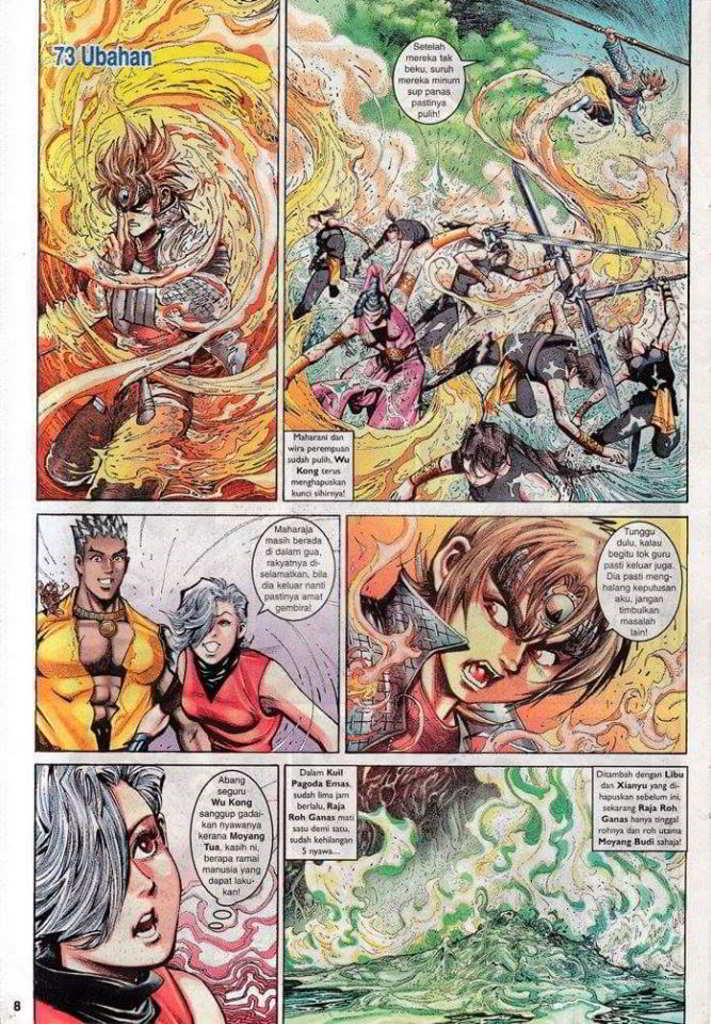 73 Ubahan
Setelah
mereka tak
beku, suruh
mereka minum
sup panas
pastinya
pulih!
Maharani dan
wira perempuan
sudah pulih, Wu
Kong terus
menghapuskan
kunci sihirnya!
Maharaja
masih berada
di dalam gua,
rakyatnya di-
selamatkan, bila
dia keluar nanti
pastinya amat
gembira!
Tunggu
dulu, kalau
begitu tok guru
pasti keluar juga.
Dia pasti meng-
halang keputusan
aku, jangan
timbulkan
masalah
lain!
Abang
seguru
Wu Kong
sanggup gadai-
kan nyawanya
kerana Moyang
Tua, kasih ni,
berapa ramai
manusia yang
dapat laku-
kan!
Dalam Kuil
Pagoda Emas,
sudah lima jam
berlalu, Raja
Roh Ganas mati
satu demi satu,
sudah kehilangan
5 nyawa...
Ditambah dengan Libu
dan Xianyu yang di-
hapuskan sebelum ini,
sekarang Raja Roh
Ganas hanya tinggal
rohnya dan roh utama
Moyang Budi sahaja!
8